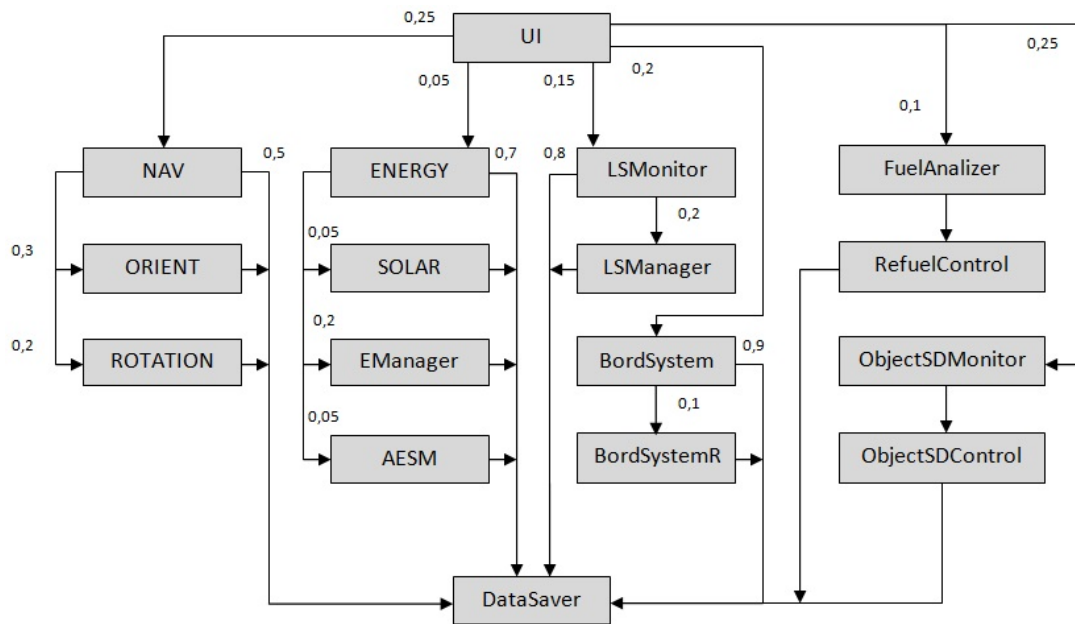 0,25
UI
0,25
0,05
0,15
0,2
0,1
NAV
0,5
ENERGY
0,7
0,8
LSMonitor
FuelAnalizer
0,3
0,05
0,2
ORIENT
SOLAR
LSManager
RefuelControl
0,2
0,2
ROTATION
EManager
BordSystem
0,9
ObjectSDMonitor
0,05
0,1
AESM
BordSystemR
ObjectSDControl
DataSaver